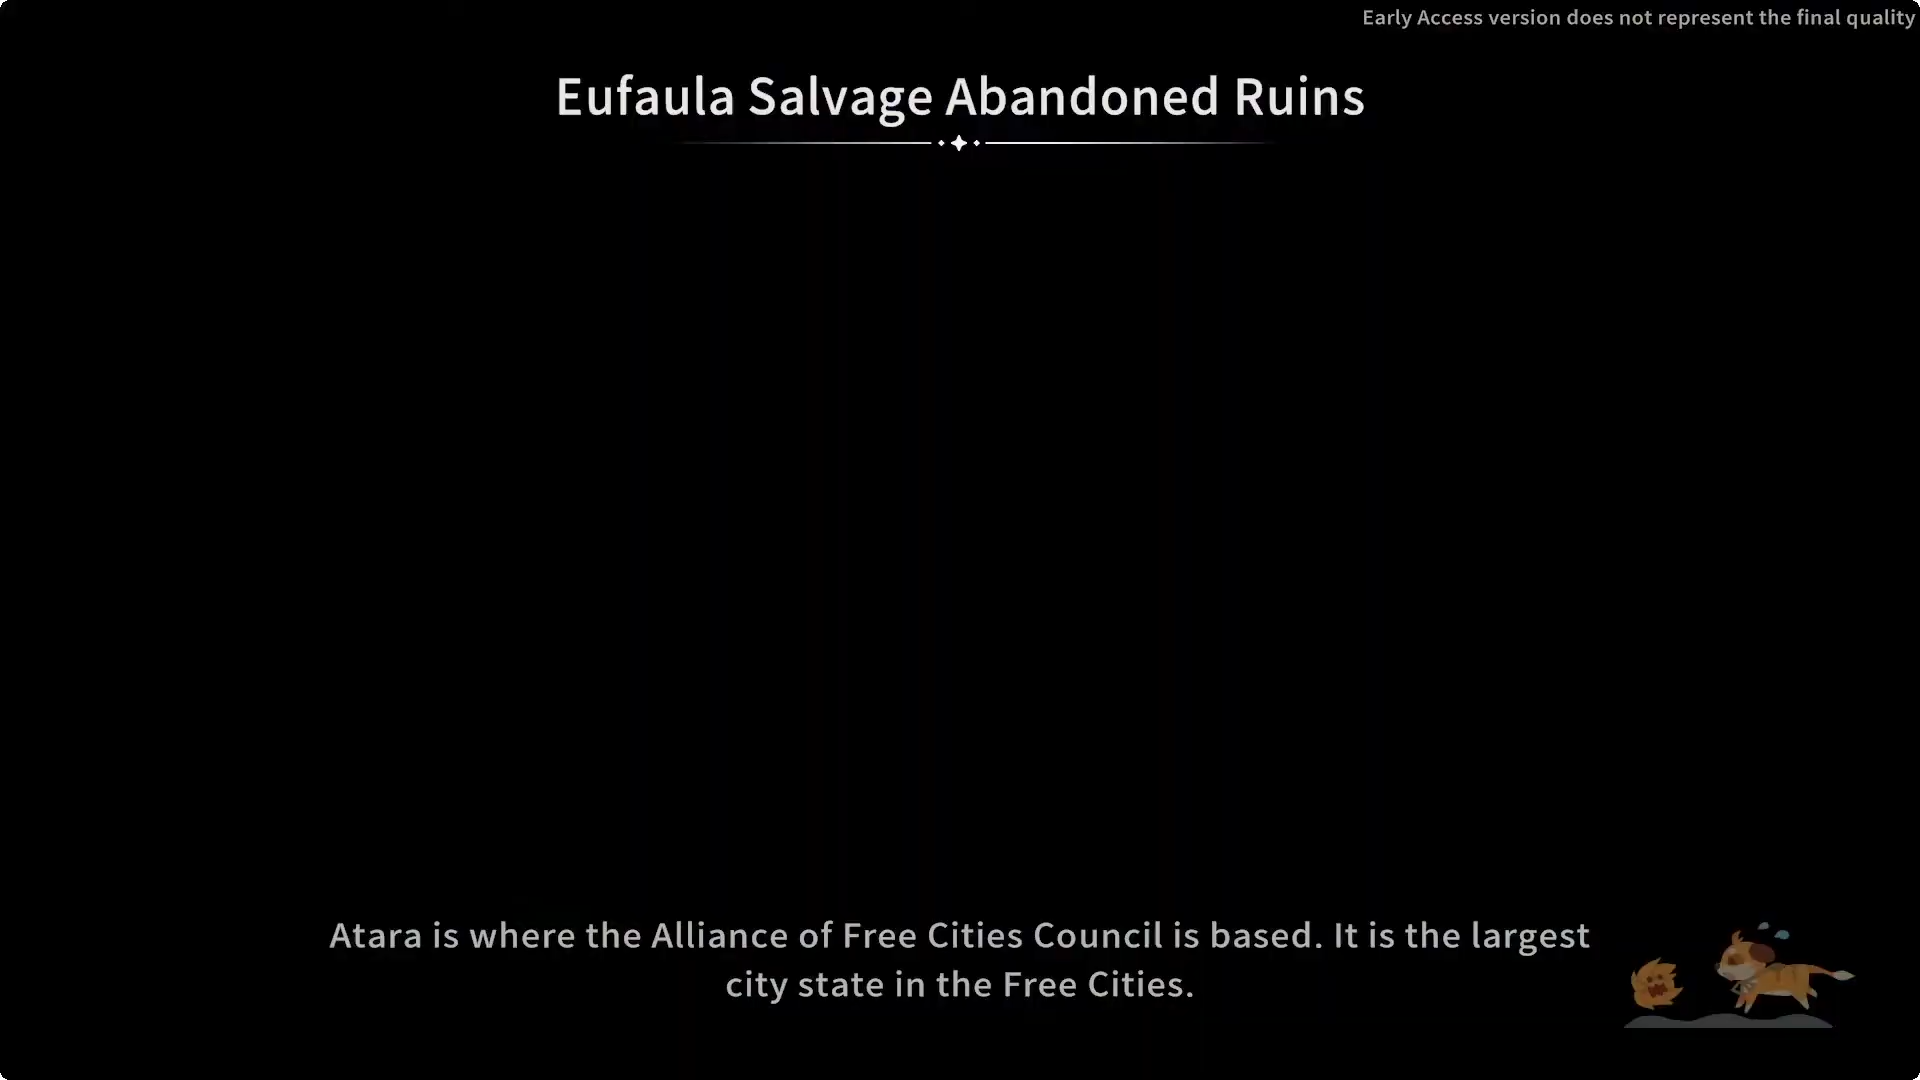 Early Access version does not represent the final quality
Eufaula Salvage Abandoned Ruins
Atara is where the Alliance of Free Cities Council is based. It is the largest
city state in the Free Cities.